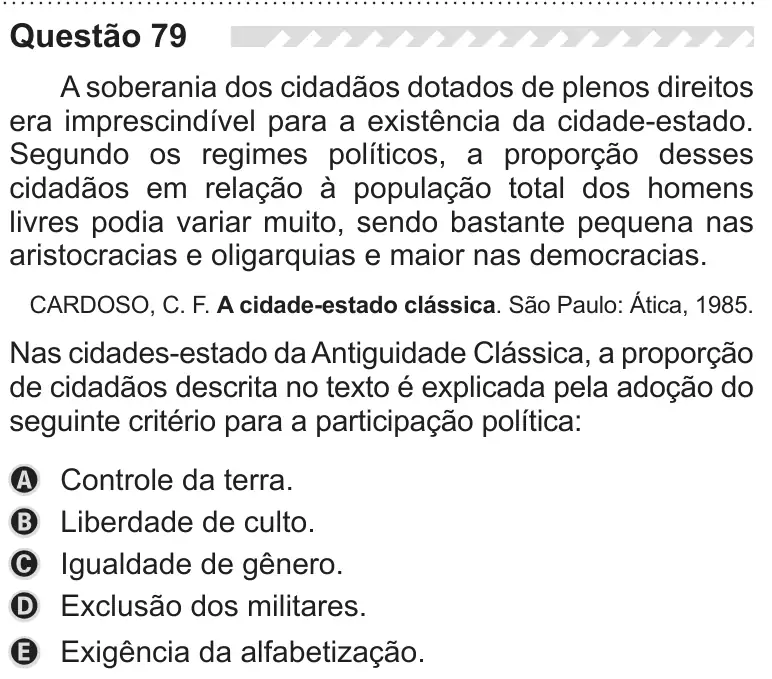 Questão 79
A soberania dos cidadãos dotados de plenos direitos
era imprescindível para a existência da cidade-estado.
Segundo os regimes políticos, a proporção desses
cidadãos em relação à população total dos homens
livres podia variar muito, sendo bastante pequena nas
aristocracias e oligarquias e maior nas democracias.
CARDOSO, C. F. A cidade-estado clássica. São Paulo: Ática, 1985.
Nas cidades-estado da Antiguidade Clássica, a proporção
de cidadãos descrita no texto é explicada pela adoção do
seguinte critério para a participação política:
A Controle da terra.
B Liberdade de culto.
C Igualdade de gênero.
D Exclusão dos militares.
E Exigência da alfabetização.